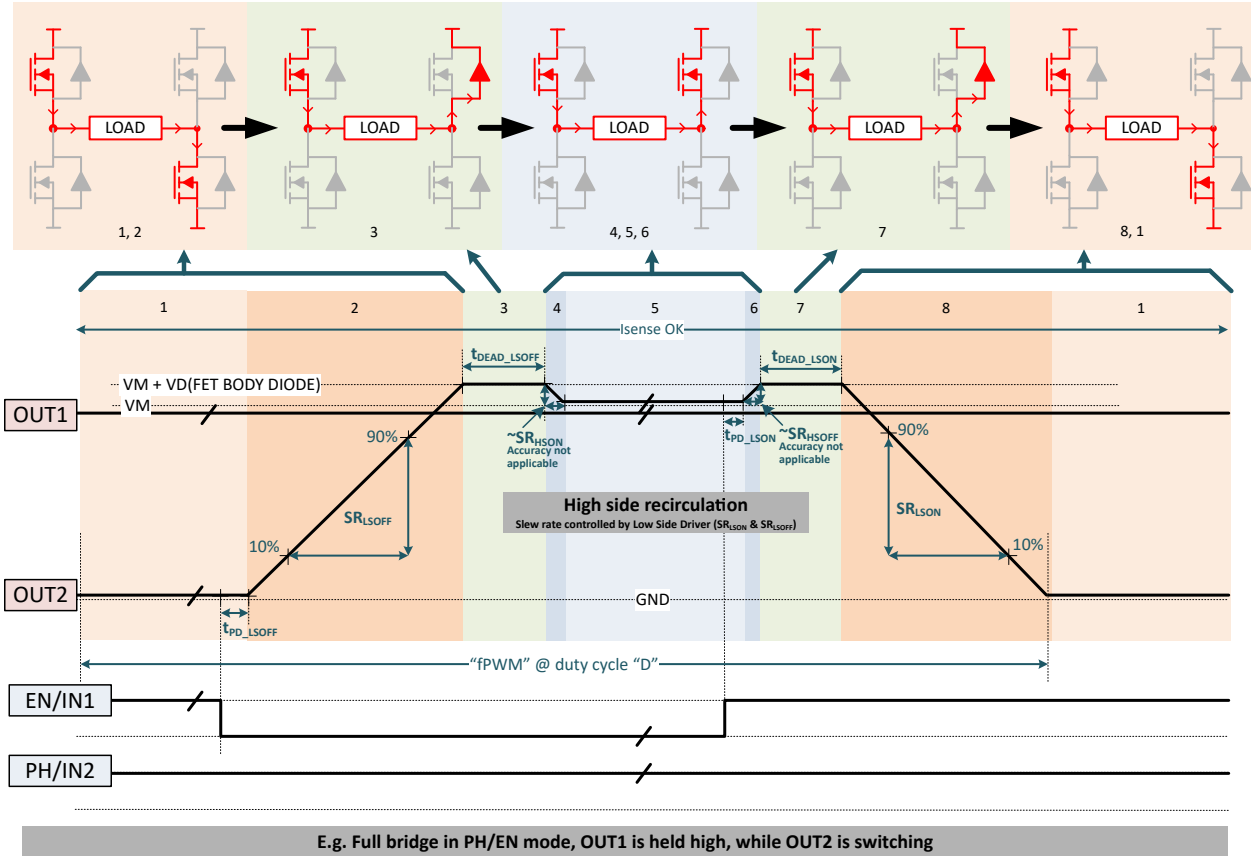 LOAD
LOAD
LOAD
LOAD
LOAD
1, 2
3
4, 5, 6
7
8, 1
1
2
3
4
5
6
7
8
1
Isense OK
tDEAD_LSOFF
tDEAD_LSON
VM + VD(FET BODY DIODE)
VM
OUT1
90%
~SRHSON
Accuracy not
applicable
tPD_LSON
~SRHSOFF
Accuracy not
applicable
90%
High side recirculation
Slew rate controlled by Low Side Driver (SRLSON & SRLSOFF)
SRLSOFF
SRLSON
10%
10%
OUT2
GND
tPD_LSOFF
“fPWM” @ duty cycle “D”
EN/IN1
PH/IN2
E.g. Full bridge in PH/EN mode, OUT1 is held high, while OUT2 is switching